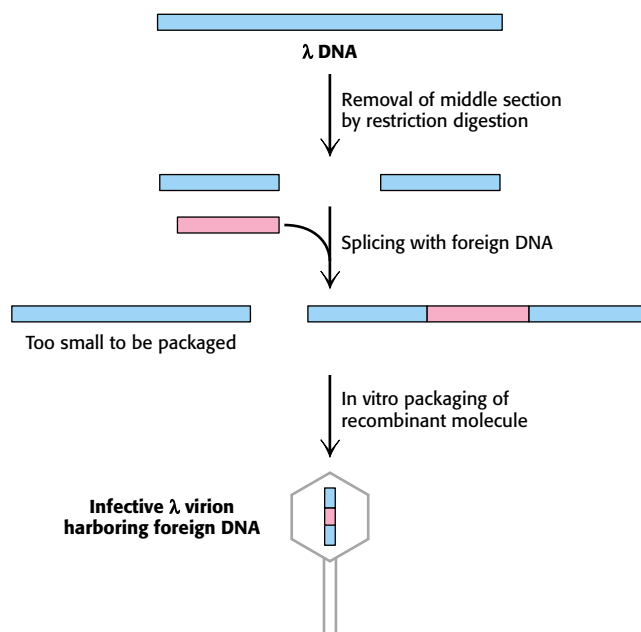 λ DNA
Removal of middle section
by restriction digestion
Splicing with foreign DNA
Too small to be packaged
In vitro packaging of
recombinant molecule
Infective λ virion
harboring foreign DNA